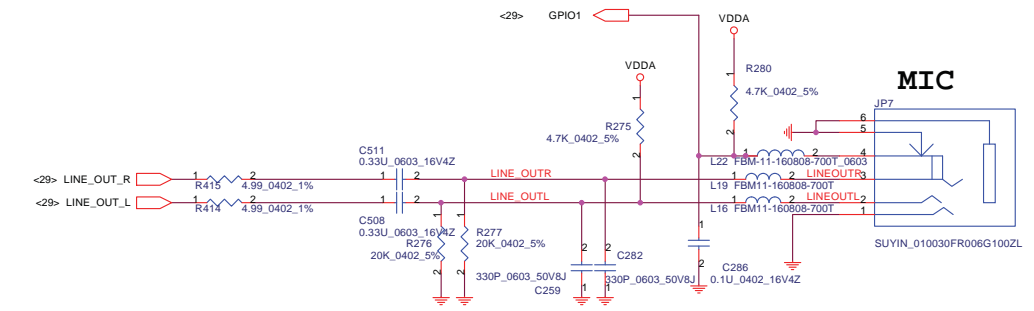 <29> GPIO1
VDDA
VDDA
R280
4.7K_0402_5%
MIC
JP7
R275
4.7K_0402_5%
C511
0.33U_0603_16V4Z
L22 FBM-11-160808-700T_0603
<29> LINE_OUT_R
R415 4.99_0402_1%
LINE_OUTR
L19 FBM11-160808-700T
LINEOUTR
<29> LINE_OUT_L
R414 4.99_0402_1%
LINE_OUTL
L16 FBM11-160808-700T
LINEOUTL
C508
0.33U_0603_16V4Z
R276
20K_0402_5%
R277
20K_0402_5%
330P_0603_50V8J
C259
C282
330P_0603_50V8J
C286
0.1U_0402_16V4Z
6
5
4
3
2
1
SUYIN_010030FR006G100ZL
1 2
1 2
1 2
1 2
1 2
1
2
1
2
1
2
1
2
2
1
2
1
1
2